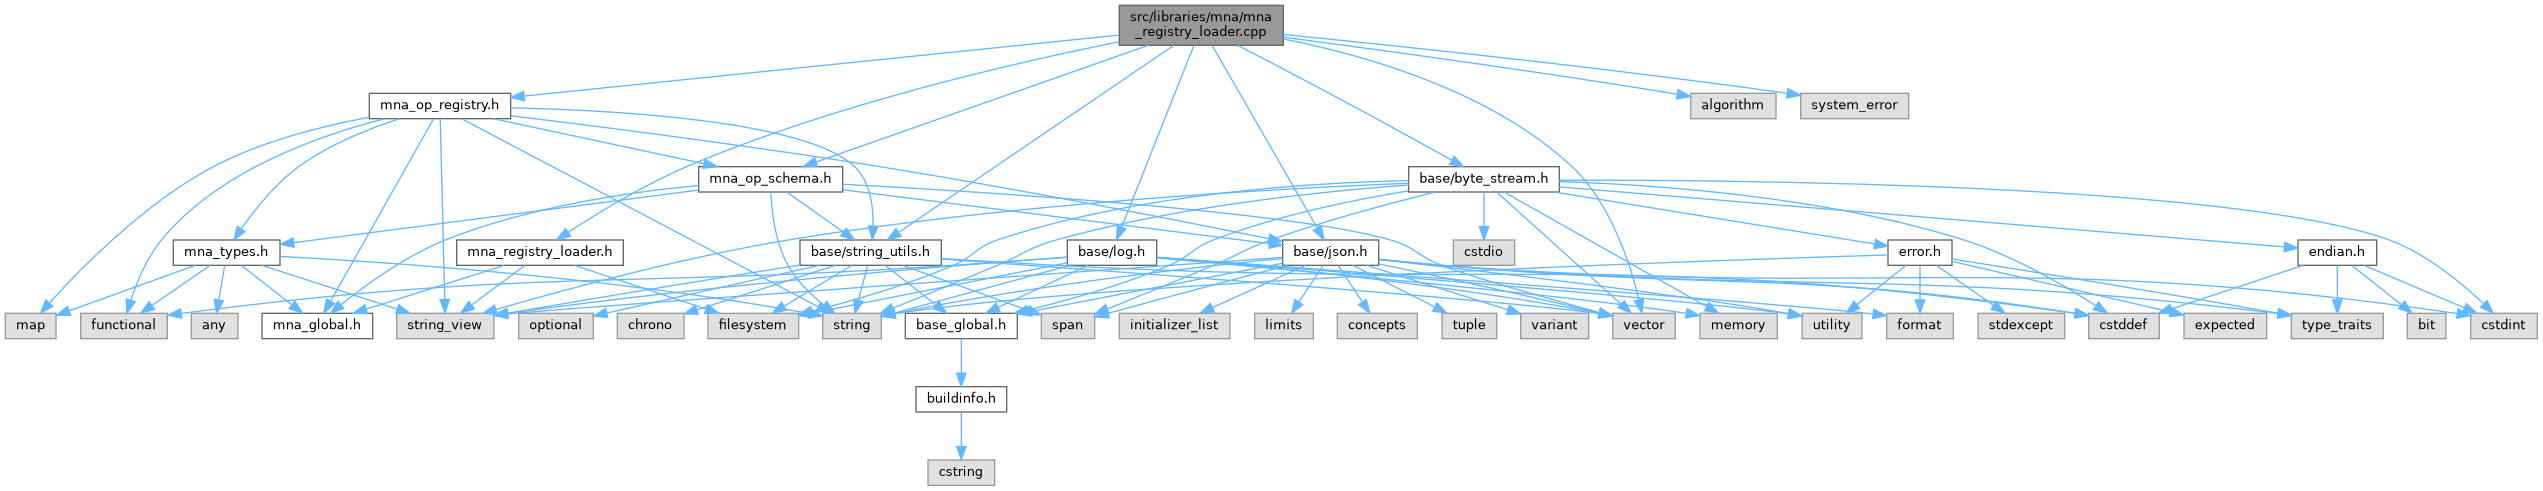 src/libraries/mna/mna
_registry_loader.cpp
mna_op_registry.h
algorithm
system_error
mna_op_schema.h
base/byte_stream.h
mna_types.h
mna_registry_loader.h
base/string_utils.h
base/log.h
base/json.h
cstdio
error.h
endian.h
map
functional
any
mna_global.h
string_view
optional
chrono
filesystem
string
base_global.h
span
initializer_list
limits
concepts
tuple
variant
vector
memory
utility
format
stdexcept
cstddef
expected
type_traits
bit
cstdint
buildinfo.h
cstring